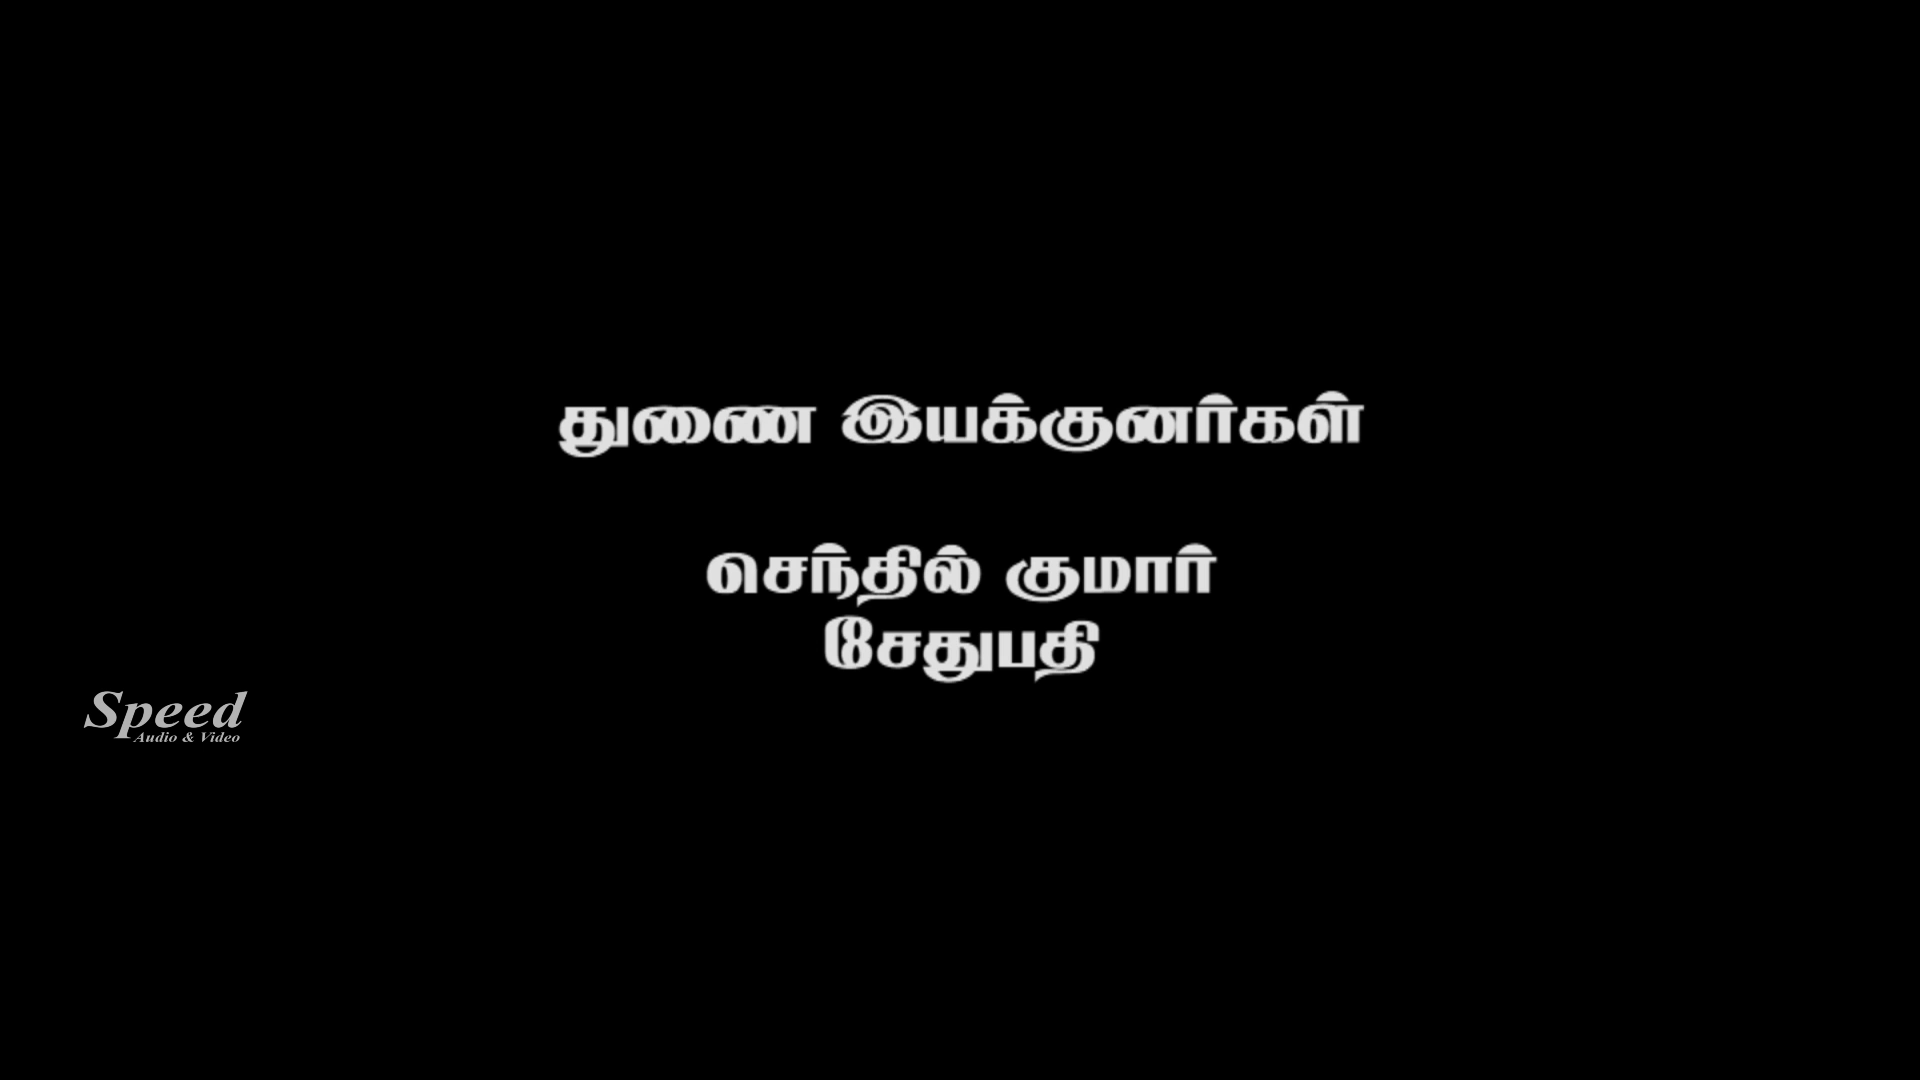 துணை இயக்குனர்கள்
செந்தில் குமார்
சேதுபதி
Speed
Audio & Video